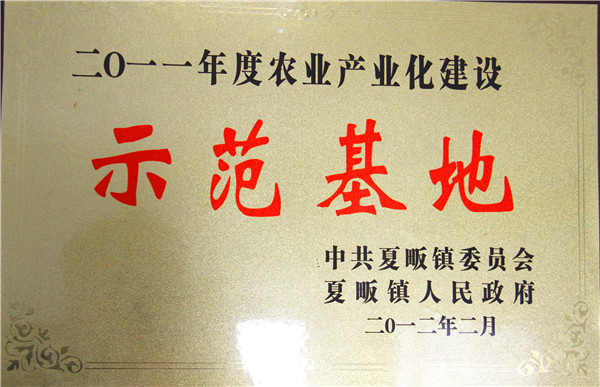 二〇一一年度农业产业化建设
示范基地
中共夏畈镇委员会
夏畈镇人民政府
二〇一二年二月